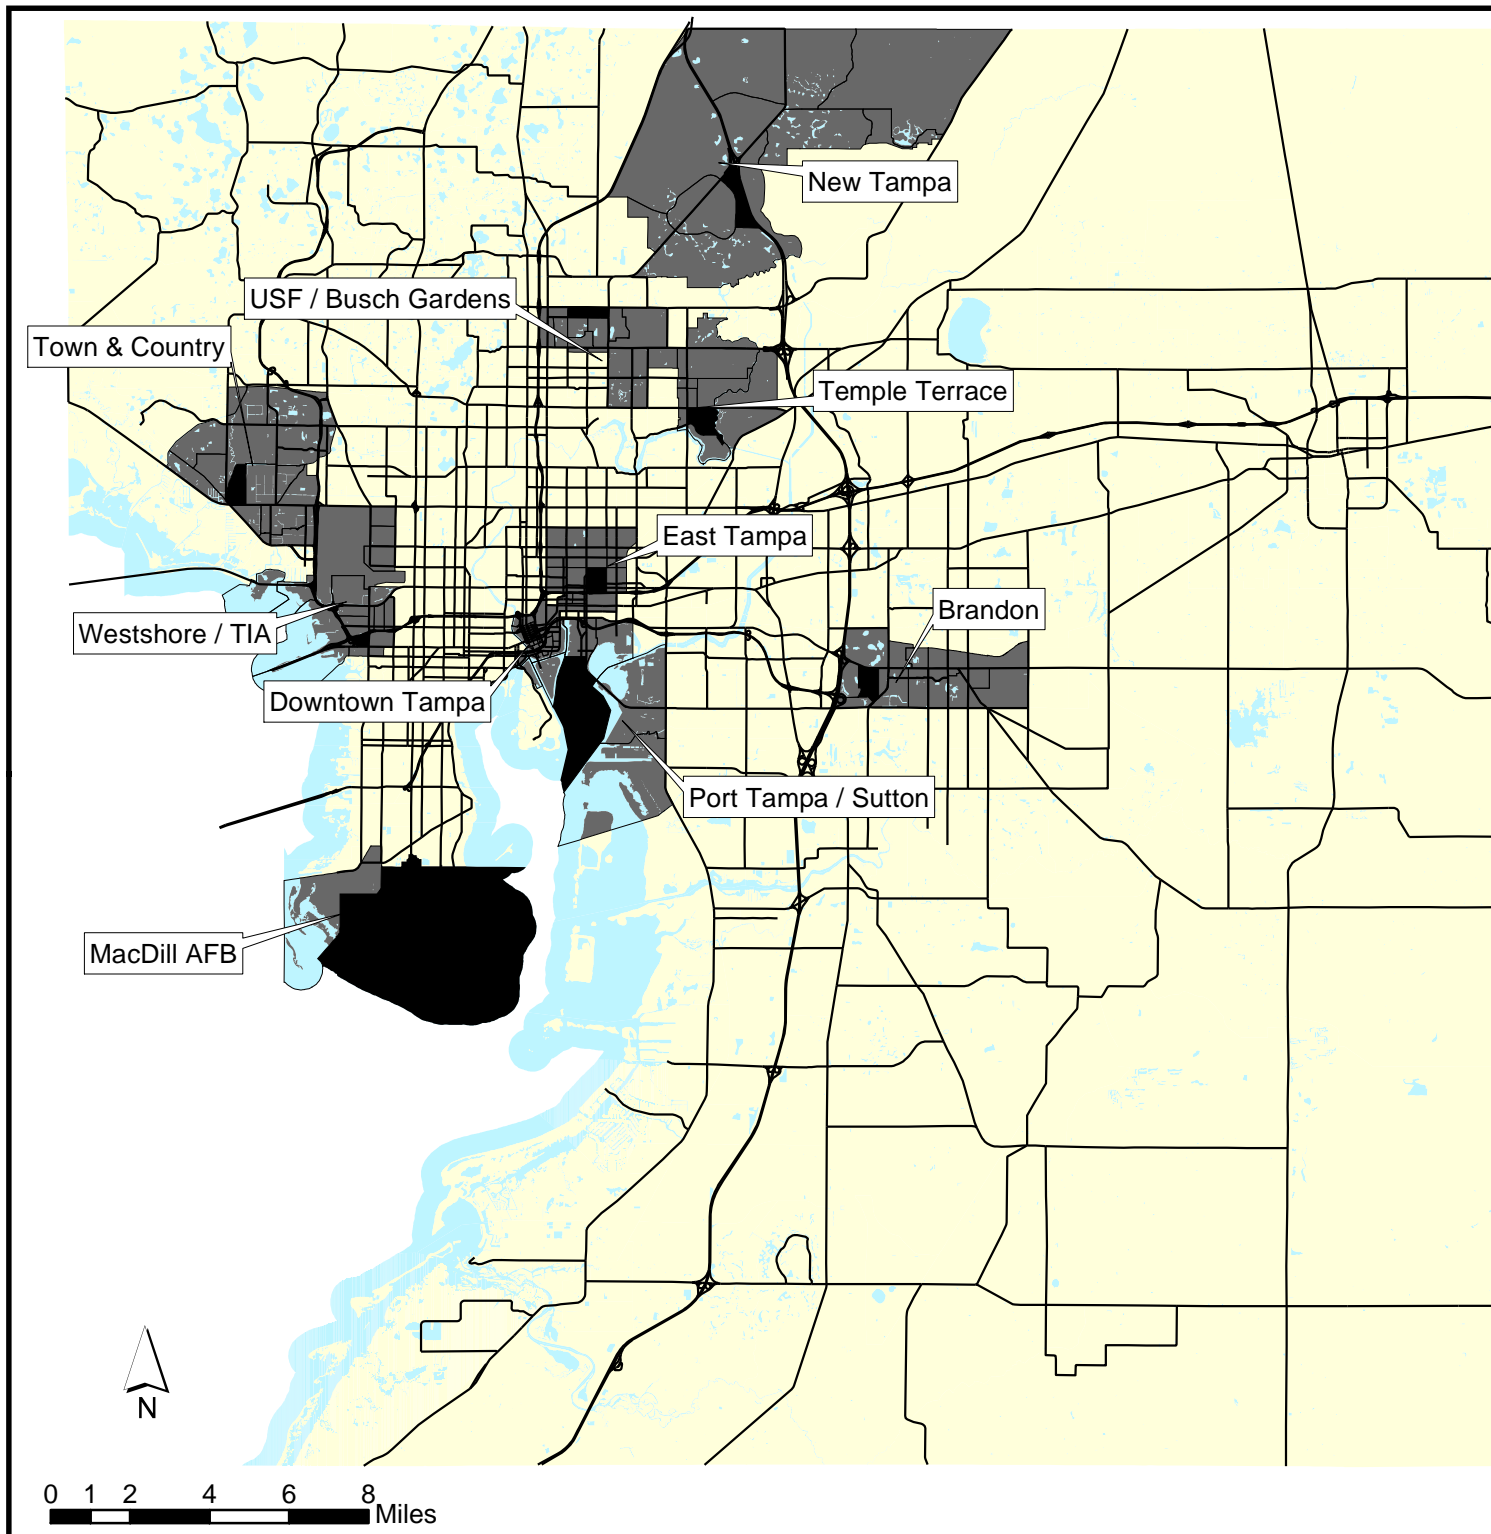 New Tampa
USF / Busch Gardens
Town & Country
Temple Terrace
East Tampa
Brandon
Westshore / TIA
Downtown Tampa
Port Tampa / Sutton
MacDill AFB
N
0 1 2 4 6 8
Miles